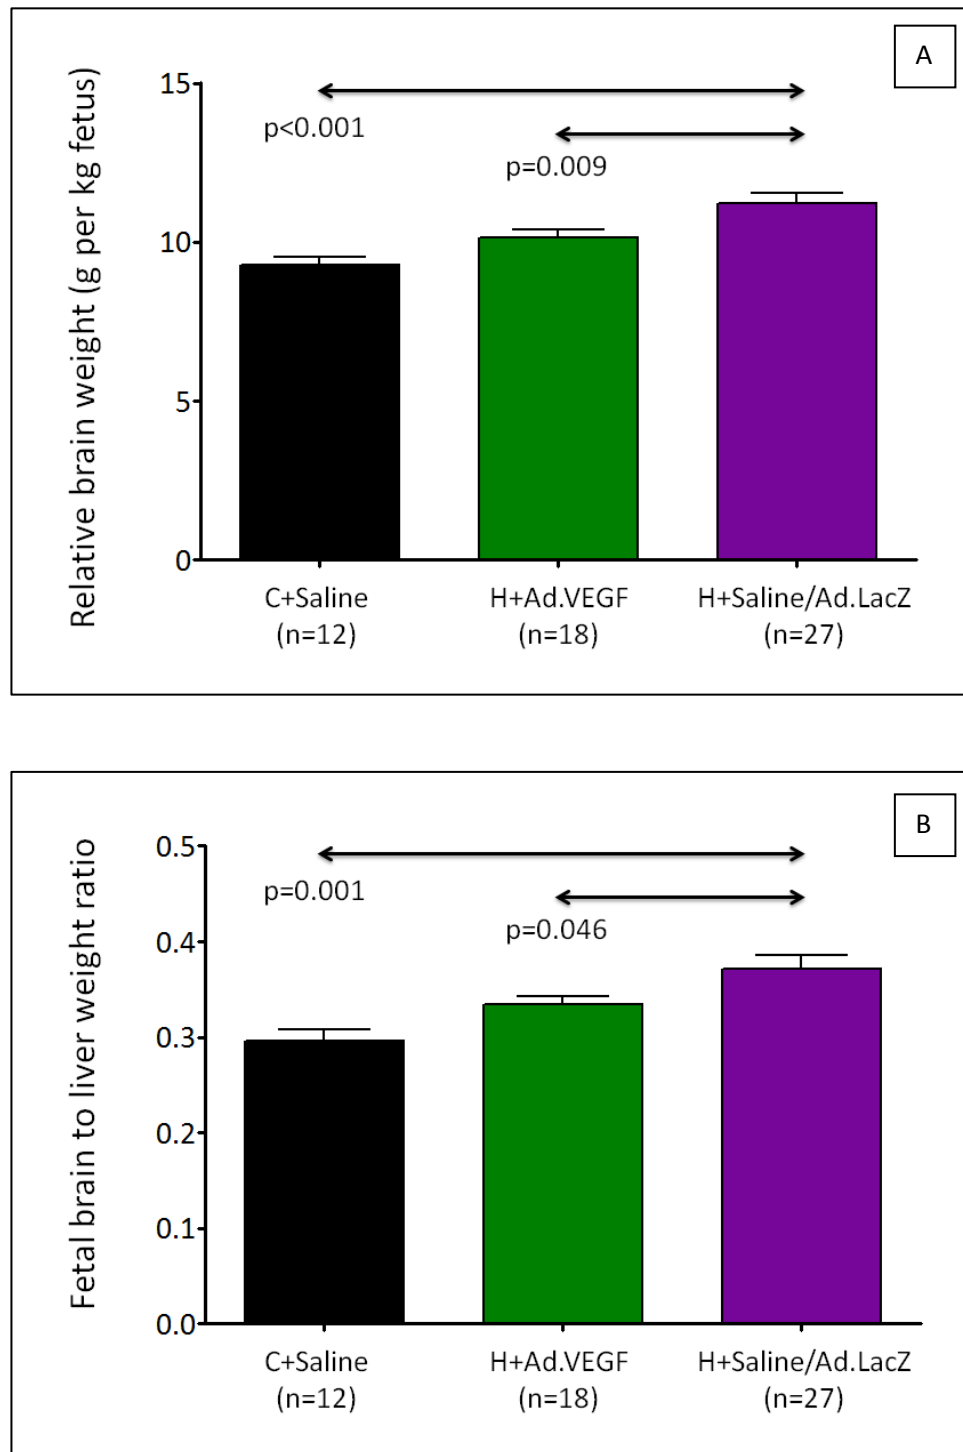 A
Relative brain weight (g per kg fetus)
15
10
5
0
p<0.001
p=0.009
C+Saline
(n=12)
H+Ad.VEGF
(n=18)
H+Saline/Ad.LacZ
(n=27)
B
Fetal brain to liver weight ratio
0.5
0.4
0.3
0.2
0.1
0.0
p=0.001
p=0.046
C+Saline
(n=12)
H+Ad.VEGF
(n=18)
H+Saline/Ad.LacZ
(n=27)